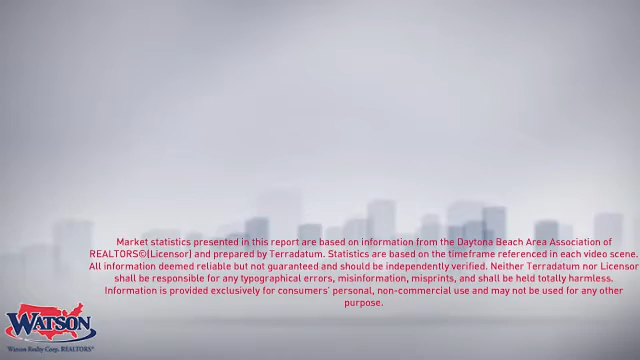 Market statistics presented in this report are based on information from the Daytona Beach Area Association of
REALTORS©(Licensor) and prepared by Terradatum. Statistics are based on the timeframe referenced in each video scene.
All information deemed reliable but not guaranteed and should be independently verified. Neither Terradatum nor Licensor
shall be responsible for any typographical errors, misinformation, misprints, and shall be held totally harmless.
Information is provided exclusively for consumers' personal, non-commercial use and may not be used for any other
purpose.
WATSON
Watson Realty Corp. REALTORS®